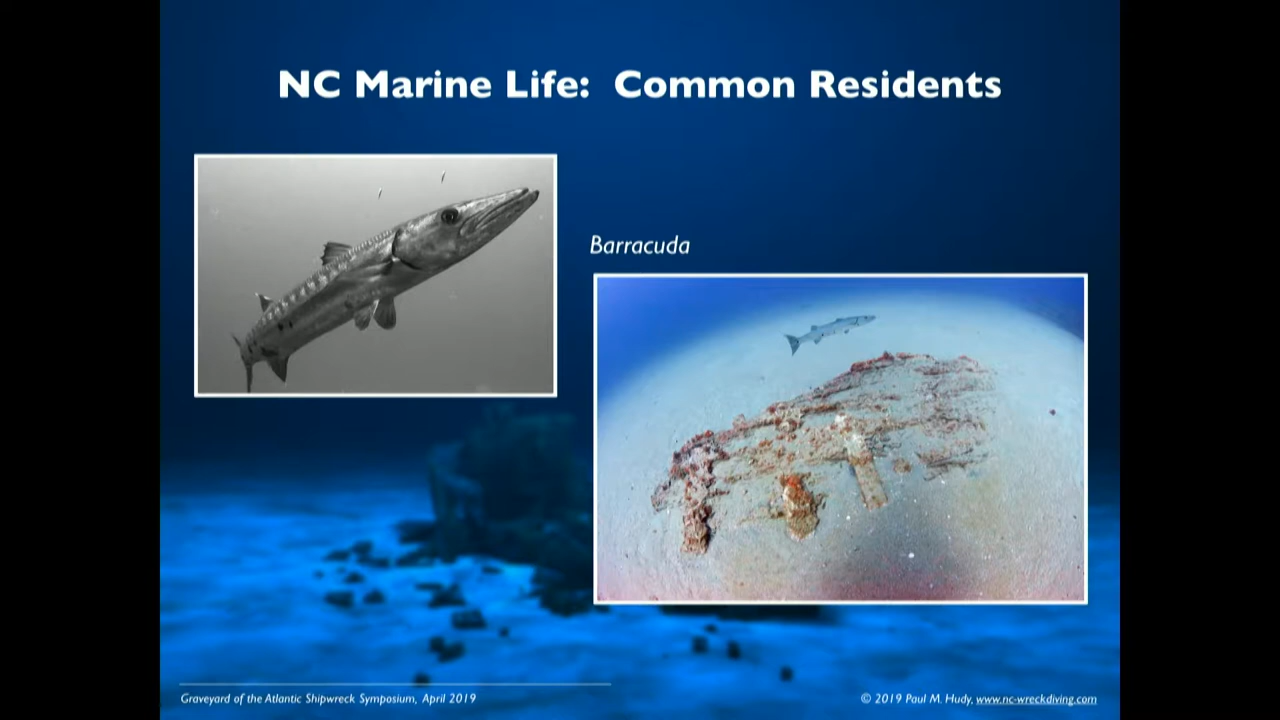 NC Marine Life: Common Residents
Barracuda
Graveyard of the Atlantic Shipwreck Symposium, April 2019
© 2019 Paul M. Hudy, www.nc-wreckdiving.com